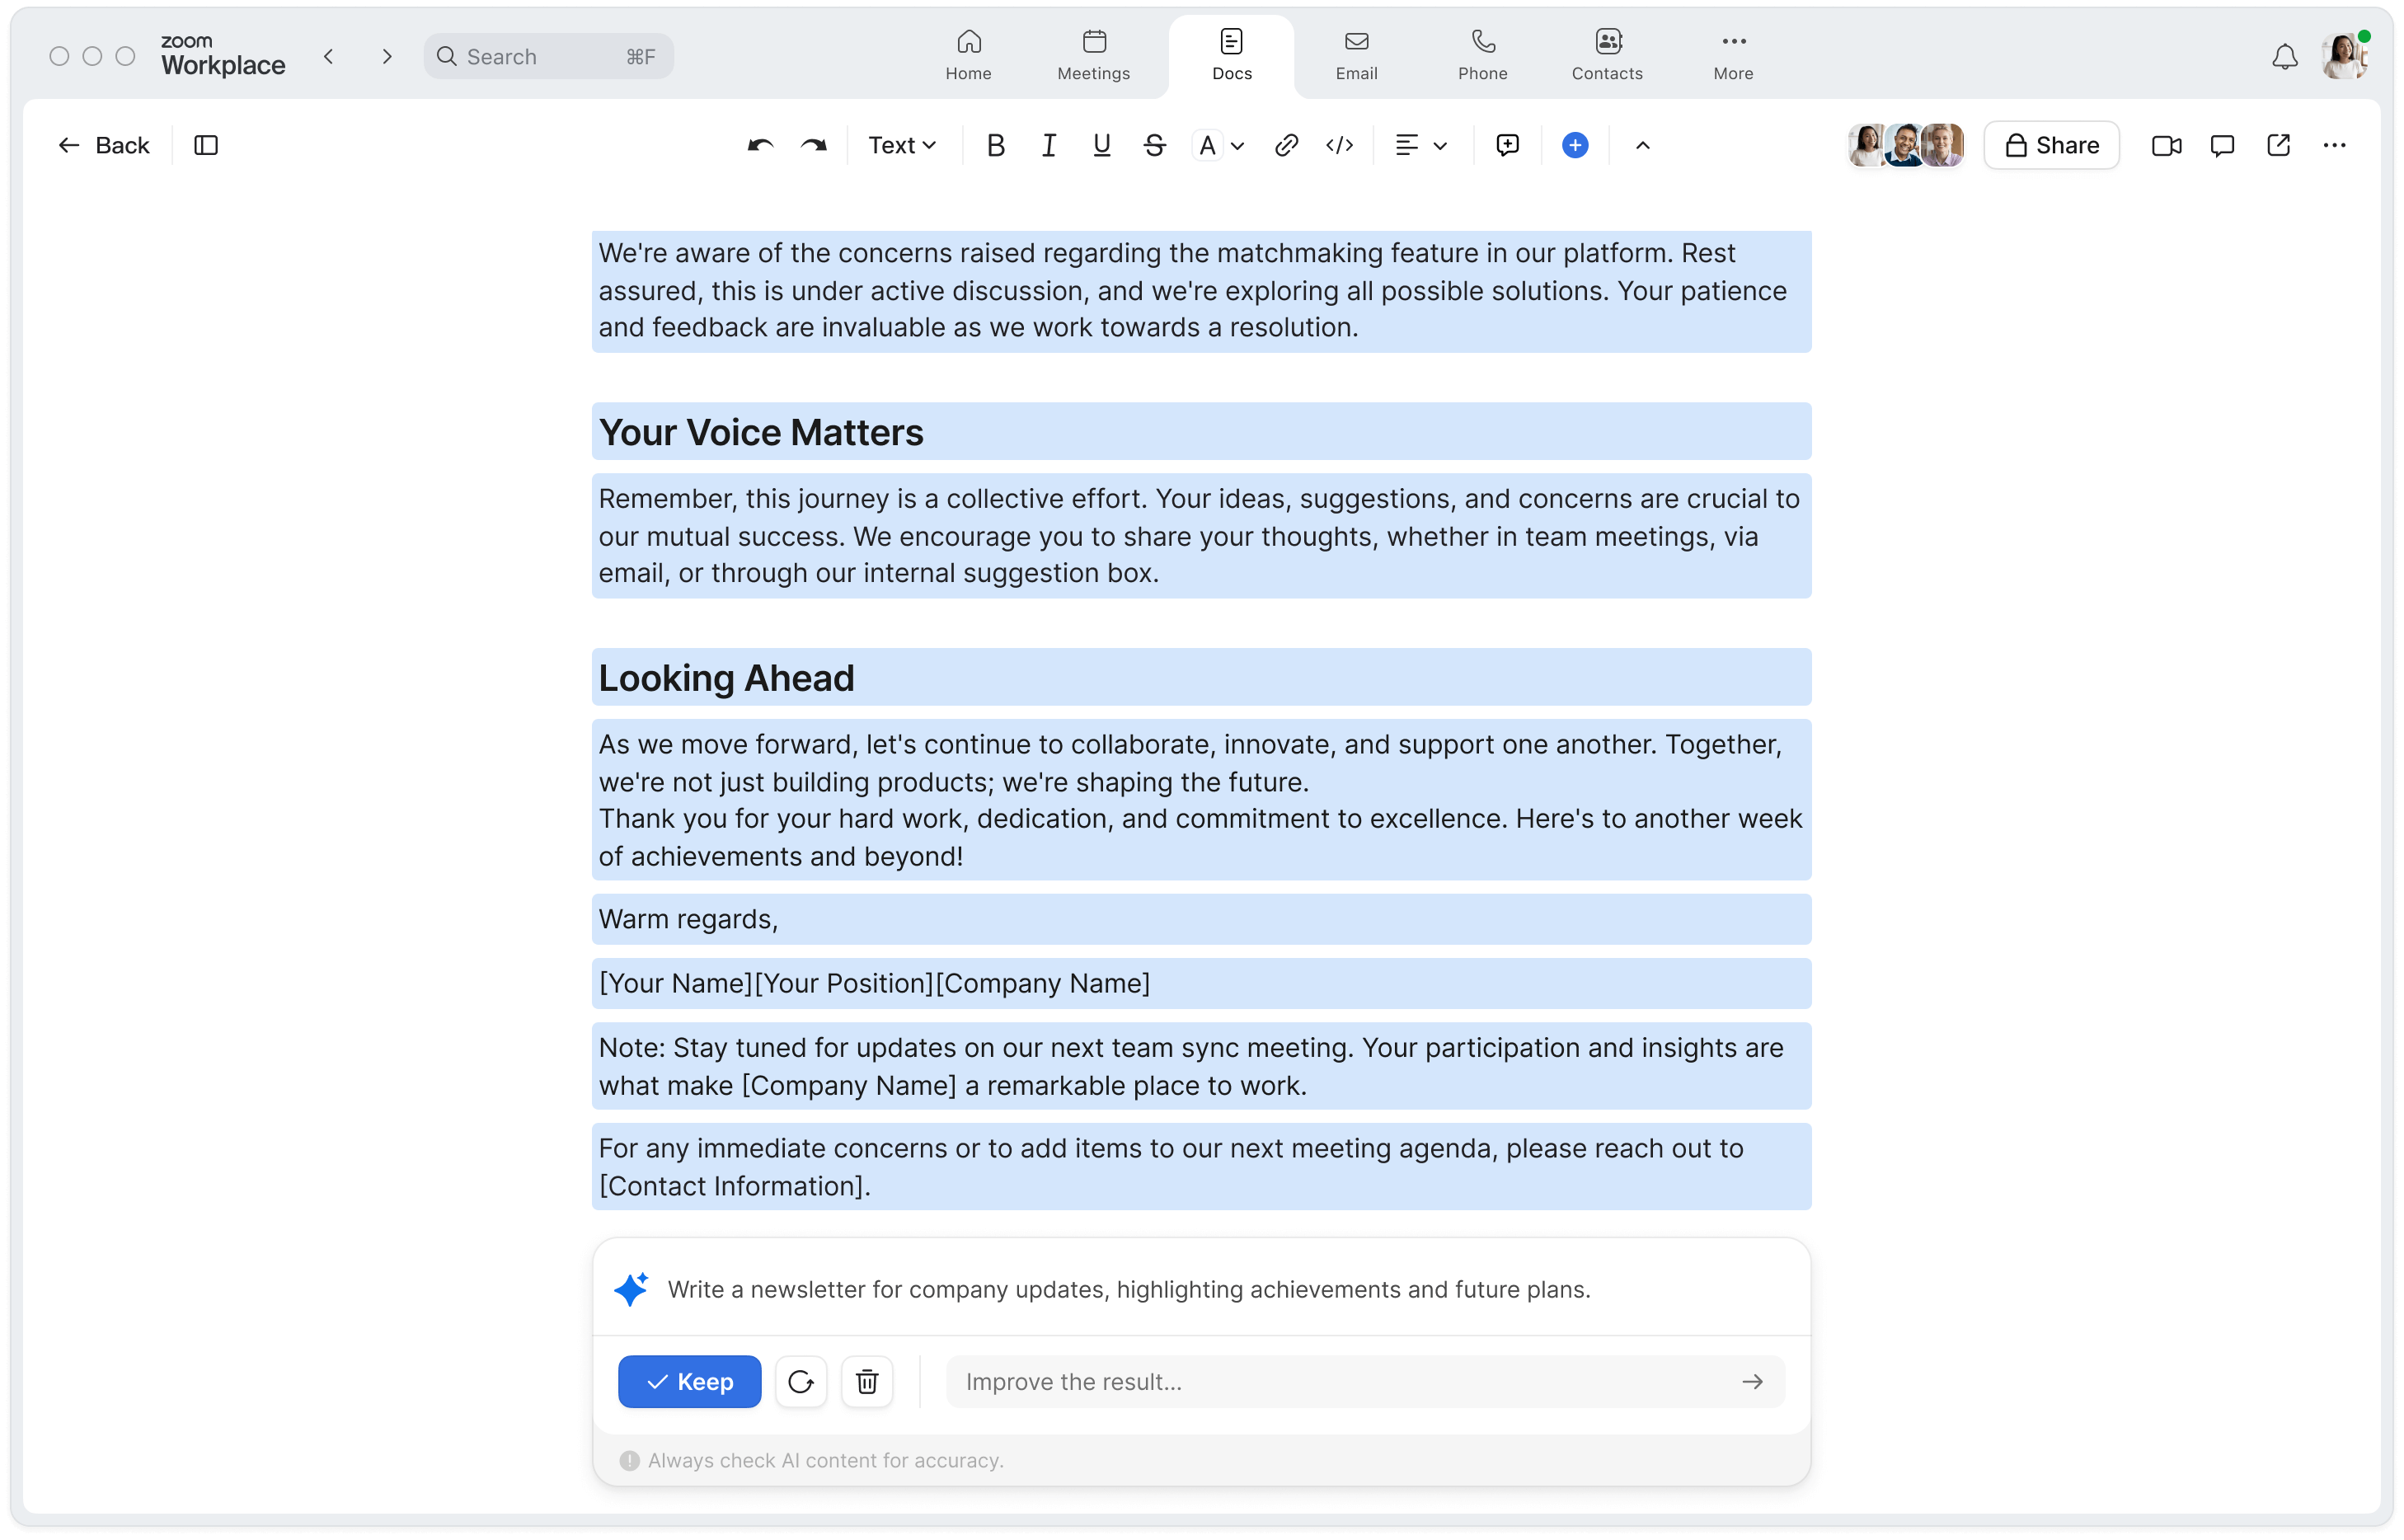 zoom
Workplace
Search ⌘F
Home
Meetings
Docs
Email
Phone
Contacts
More
Back
Text
B I U S A </>
Share
We're aware of the concerns raised regarding the matchmaking feature in our platform. Rest
assured, this is under active discussion, and we're exploring all possible solutions. Your patience
and feedback are invaluable as we work towards a resolution.
Your Voice Matters
Remember, this journey is a collective effort. Your ideas, suggestions, and concerns are crucial to
our mutual success. We encourage you to share your thoughts, whether in team meetings, via
email, or through our internal suggestion box.
Looking Ahead
As we move forward, let's continue to collaborate, innovate, and support one another. Together,
we're not just building products; we're shaping the future.
Thank you for your hard work, dedication, and commitment to excellence. Here's to another week
of achievements and beyond!
Warm regards,
[Your Name][Your Position][Company Name]
Note: Stay tuned for updates on our next team sync meeting. Your participation and insights are
what make [Company Name] a remarkable place to work.
For any immediate concerns or to add items to our next meeting agenda, please reach out to
[Contact Information].
Write a newsletter for company updates, highlighting achievements and future plans.
Keep
Improve the result...
Always check AI content for accuracy.